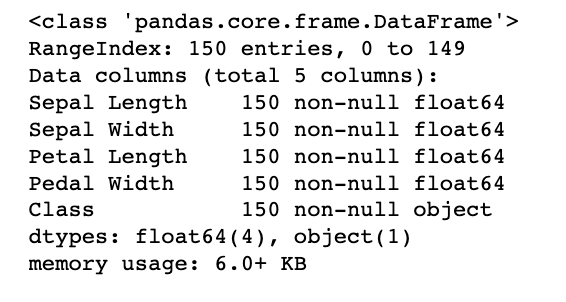 <class 'pandas.core.frame.DataFrame'>
RangeIndex: 150 entries, 0 to 149
Data columns (total 5 columns):
Sepal Length    150 non-null float64
Sepal Width     150 non-null float64
Petal Length    150 non-null float64
Pedal Width     150 non-null float64
Class           150 non-null object
dtypes: float64(4), object(1)
memory usage: 6.0+ KB